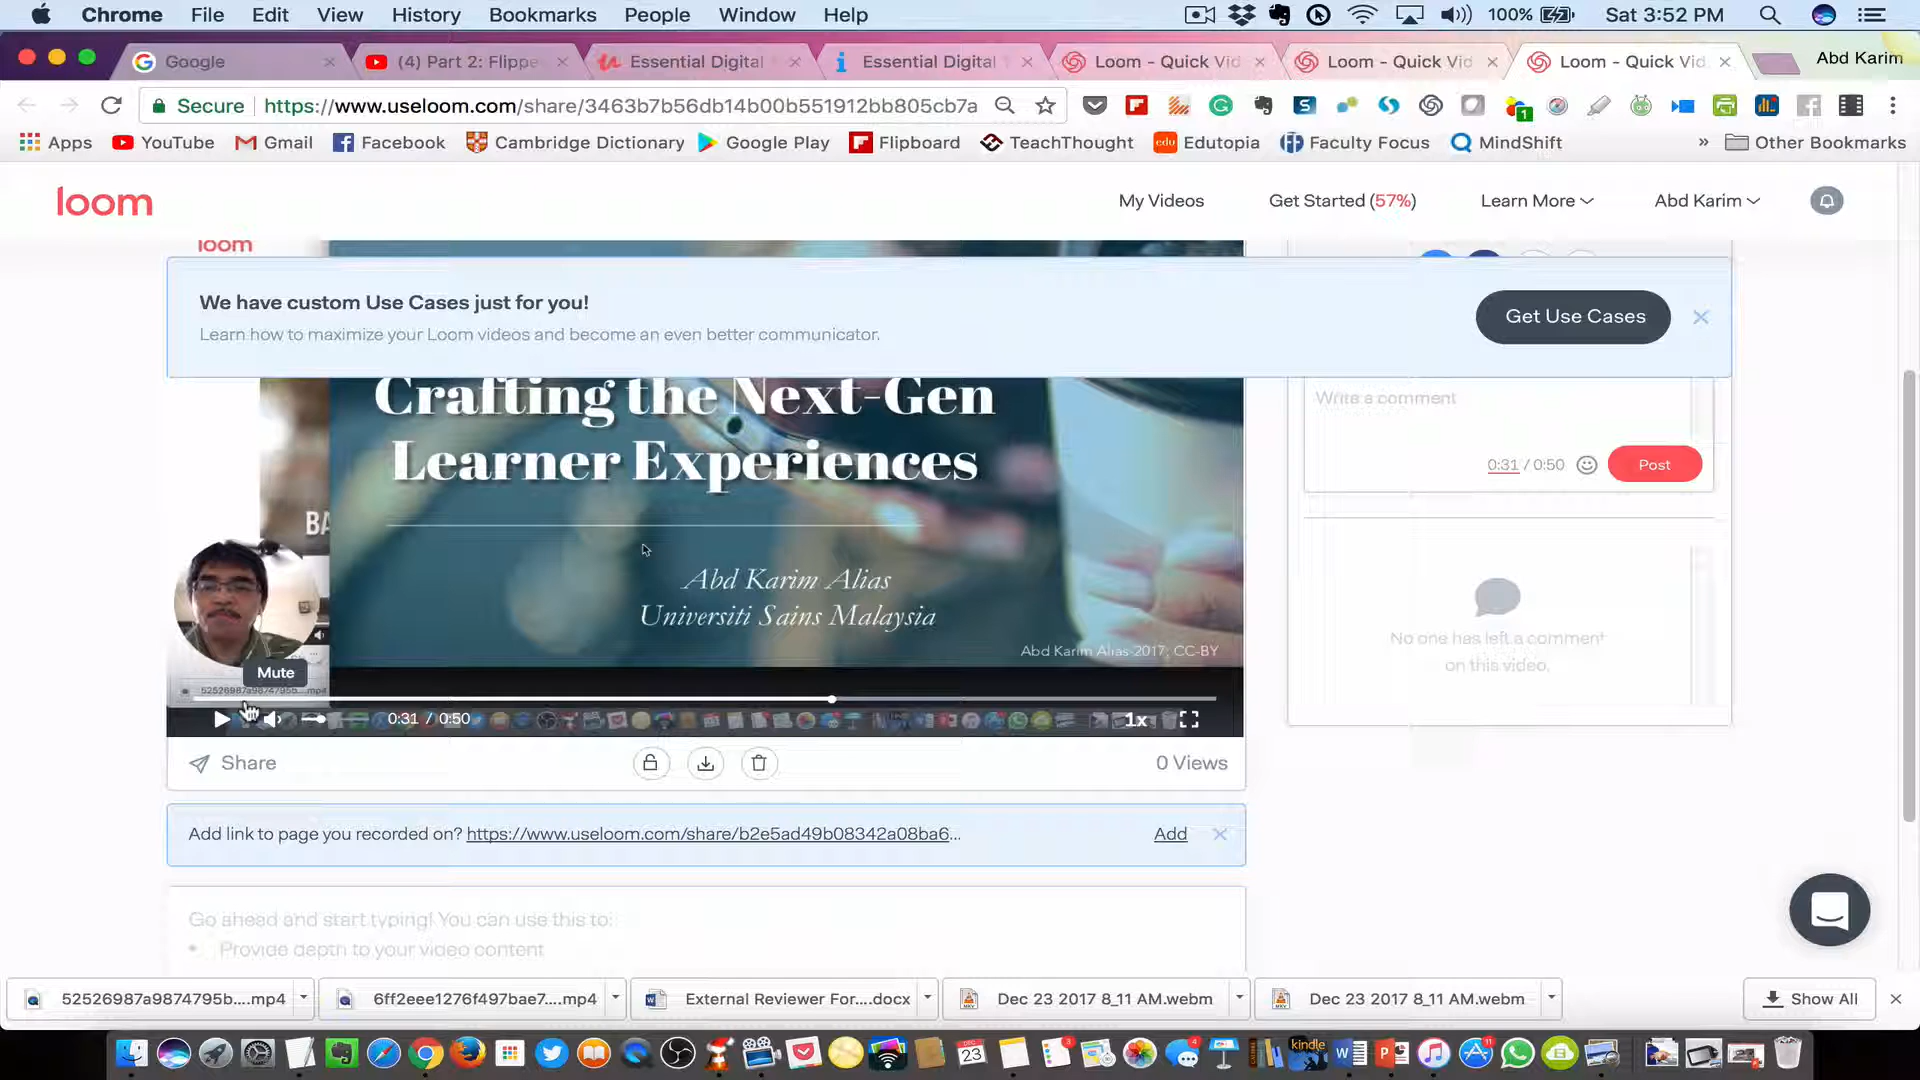 Chrome File Edit View History Bookmarks People Window Help 100% Sat 3:52 PM
Google (4) Part 2: Flippe Essential Digital Essential Digital Loom - Quick Vid Loom - Quick Vid Loom - Quick Vid Abd Karim
Secure https://www.useloom.com/share/3463b7b56db14b00b551912bb805cb7a
Apps YouTube Gmail Facebook Cambridge Dictionary Google Play Flipboard TeachThought Edutopia Faculty Focus MindShift » Other Bookmarks
loom My Videos Get Started (57%) Learn More Abd Karim
loom
We have custom Use Cases just for you!
Learn how to maximize your Loom videos and become an even better communicator.
Get Use Cases
Crafting the Next-Gen
Learner Experiences
BA
Abd Karim Alias
Universiti Sains Malaysia
Abd Karim Alias-2017; CC-BY
Mute
0:31 / 0:50 1x
Write a comment
0:31 / 0:50 Post
No one has left a comment
on this video.
Share 0 Views
Add link to page you recorded on? https://www.useloom.com/share/b2e5ad49b08342a08ba6... Add
Go ahead and start typing! You can use this to:
• Provide depth to your video content
52526987a9874795b....mp4 6ff2eee1276f497bae7....mp4 External Reviewer For....docx Dec 23 2017 8_11 AM.webm Dec 23 2017 8_11 AM.webm Show All